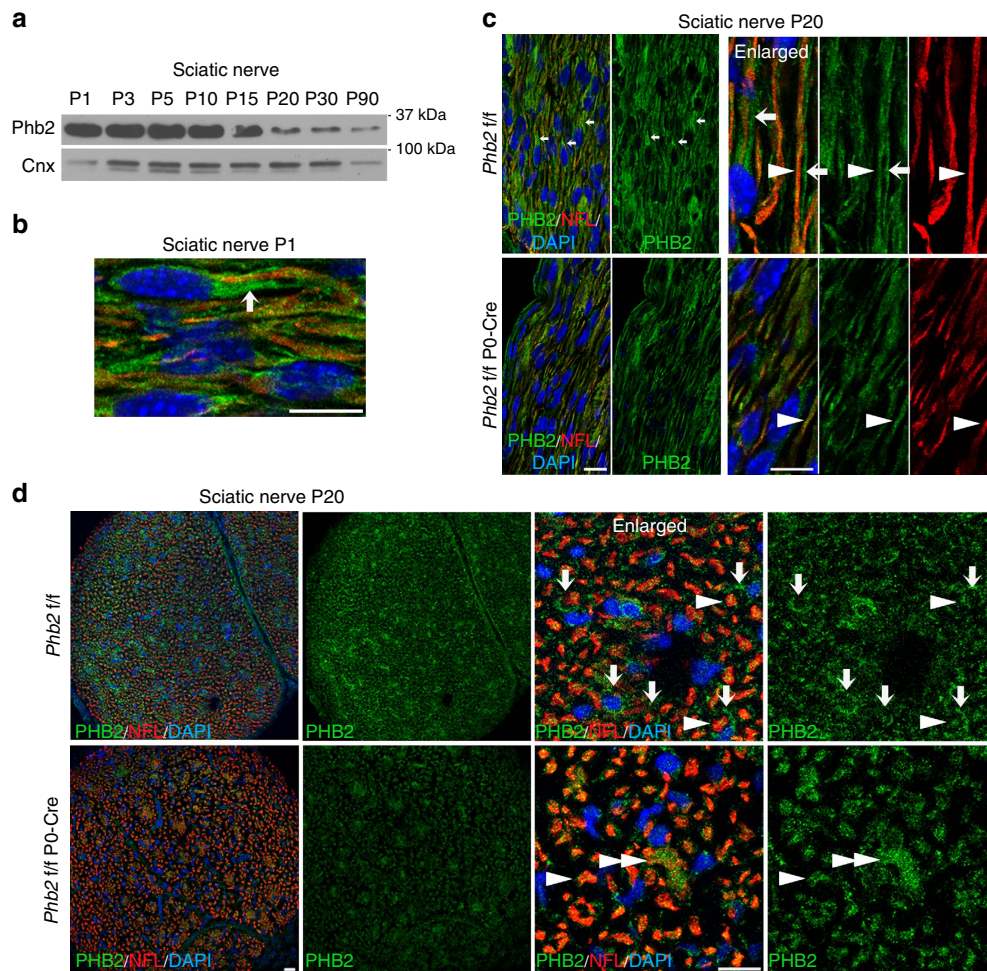 a
Sciatic nerve
P1 P3 P5 P10 P15 P20 P30 P90
Phb2
37 kDa
100 kDa
Cnx
b
Sciatic nerve P1
c
Sciatic nerve P20
Phb2 f/f
PHB2/NFL/
DAPI
PHB2
Enlarged
Phb2 f/f P0-Cre
PHB2/NFL/
DAPI
PHB2
d
Sciatic nerve P20
Phb2 f/f
PHB2/NFL/DAPI
PHB2
Enlarged
PHB2/NFL/DAPI
PHB2
Phb2 f/f P0-Cre
PHB2/NFL/DAPI
PHB2
PHB2/NFL/DAPI
PHB2